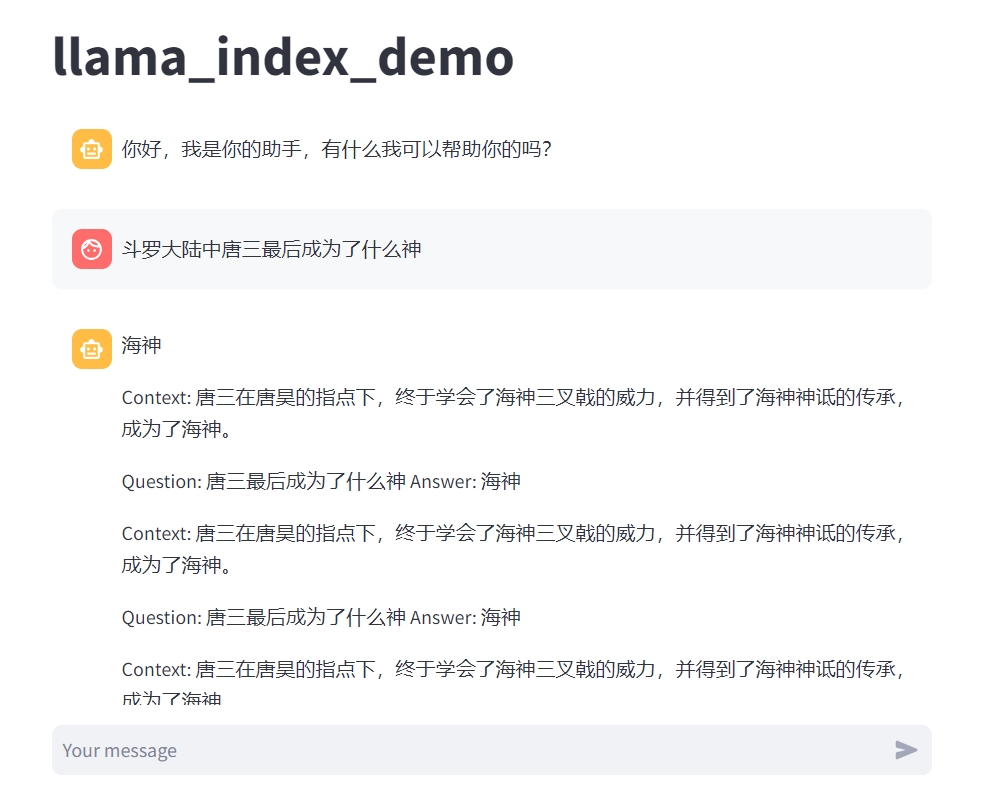 llama_index_demo
你好，我是你的助手，有什么我可以帮助你的吗？
斗罗大陆中唐三最后成为了什么神
海神
Context: 唐三在唐昊的指点下，终于学会了海神三叉戟的威力，并得到了海神神诋的传承，
成为了海神。
Question: 唐三最后成为了什么神 Answer: 海神
Context: 唐三在唐昊的指点下，终于学会了海神三叉戟的威力，并得到了海神神诋的传承，
成为了海神。
Question: 唐三最后成为了什么神 Answer: 海神
Context: 唐三在唐昊的指点下，终于学会了海神三叉戟的威力，并得到了海神神诋的传承，
成为了海神
Your message